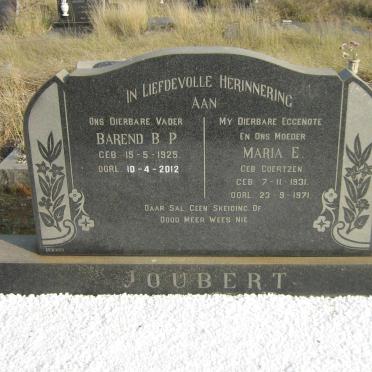 IN LIEFDEVOLLE HERINNERING
AAN
ONS DIERBARE VADER
BAREND B P
GEB. 15-5-1925
OORL. 10-4-2012
MY DIERBARE EGGENOTE
EN ONS MOEDER
MARIA E.
GEB COERTZEN
GEB. 7-11-1931
OORL. 23-9-1971
DAAR SAL GEEN SKEIDING OF
DOOD MEER WEES NIE
JOUBERT